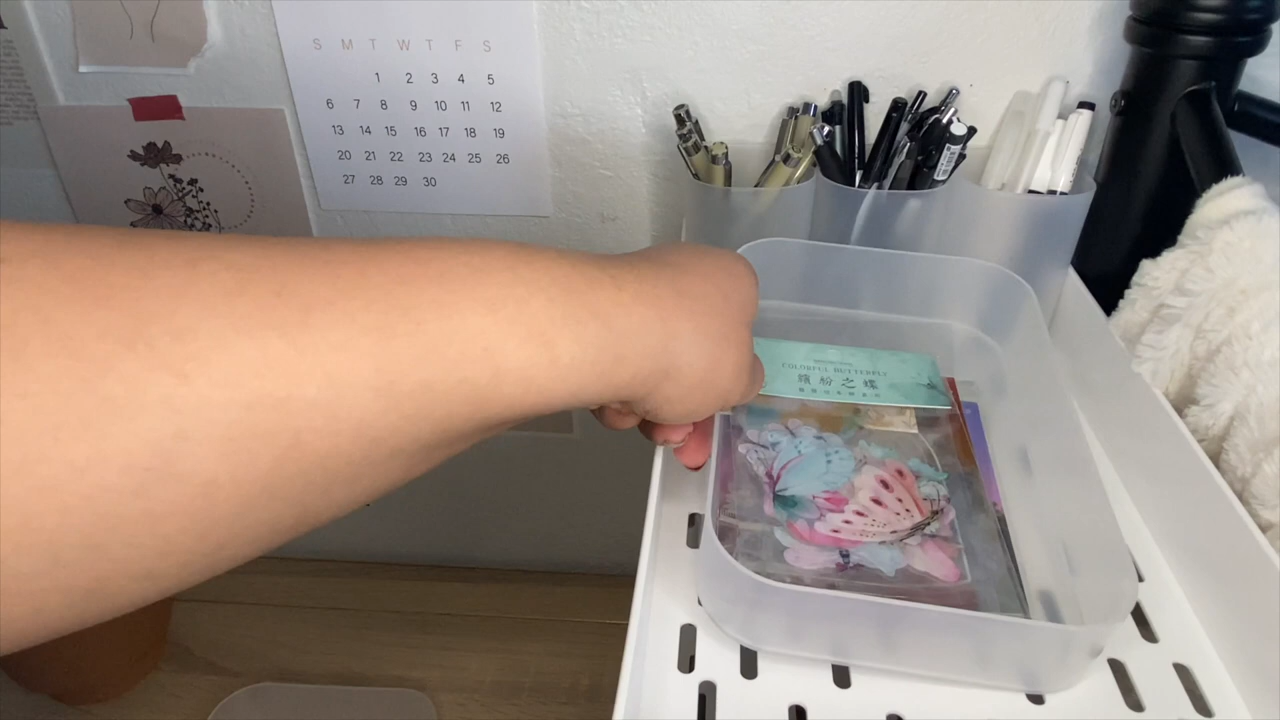 S M T W T F S
1 2 3 4 5
6 7 8 9 10 11 12
13 14 15 16 17 18 19
20 21 22 23 24 25 26
27 28 29 30
COLORFUL BUTTERFLY
繽紛之蝶